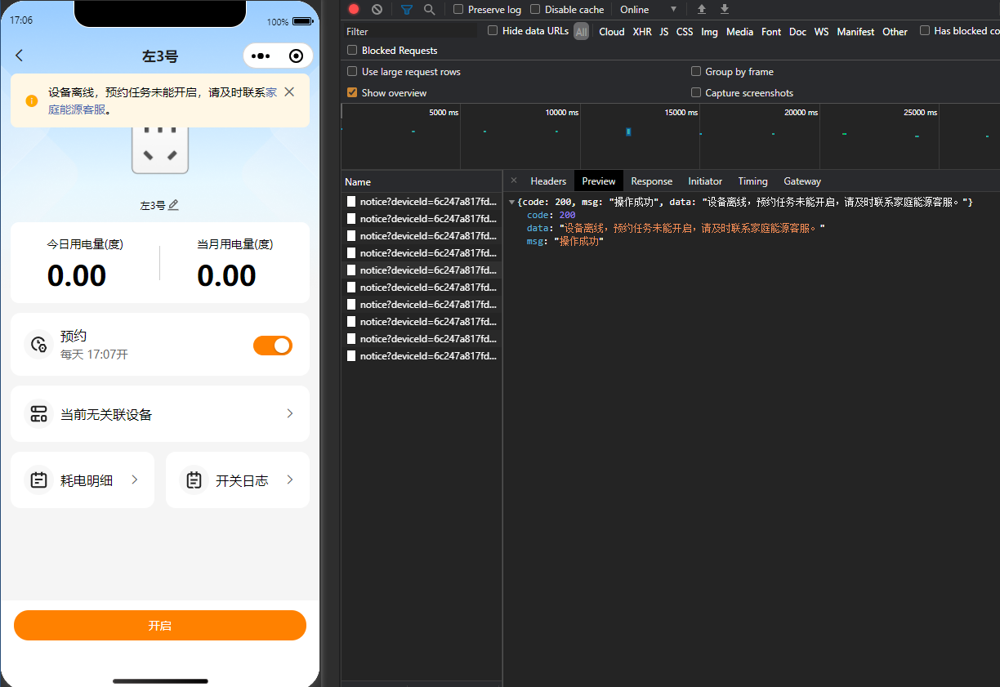 17:06
100%
左3号
设备离线，预约任务未能开启，请及时联系家
庭能源客服。
左3号
今日用电量(度)
当月用电量(度)
0.00
0.00
预约
每天 17:07开
当前无关联设备
耗电明细
开关日志
开启
Preserve log
Disable cache
Online
Filter
Hide data URLs
All
Cloud
XHR
JS
CSS
Img
Media
Font
Doc
WS
Manifest
Other
Has blocked co
Blocked Requests
Use large request rows
Group by frame
Show overview
Capture screenshots
5000 ms
10000 ms
15000 ms
20000 ms
25000 ms
Name
notice?deviceId=6c247a817fd...
notice?deviceId=6c247a817fd...
notice?deviceId=6c247a817fd...
notice?deviceId=6c247a817fd...
notice?deviceId=6c247a817fd...
notice?deviceId=6c247a817fd...
notice?deviceId=6c247a817fd...
notice?deviceId=6c247a817fd...
notice?deviceId=6c247a817fd...
notice?deviceId=6c247a817fd...
Headers
Preview
Response
Initiator
Timing
Gateway
{code: 200, msg: "操作成功", data: "设备离线，预约任务未能开启，请及时联系家庭能源客服。"}
code: 200
data: "设备离线，预约任务未能开启，请及时联系家庭能源客服。"
msg: "操作成功"